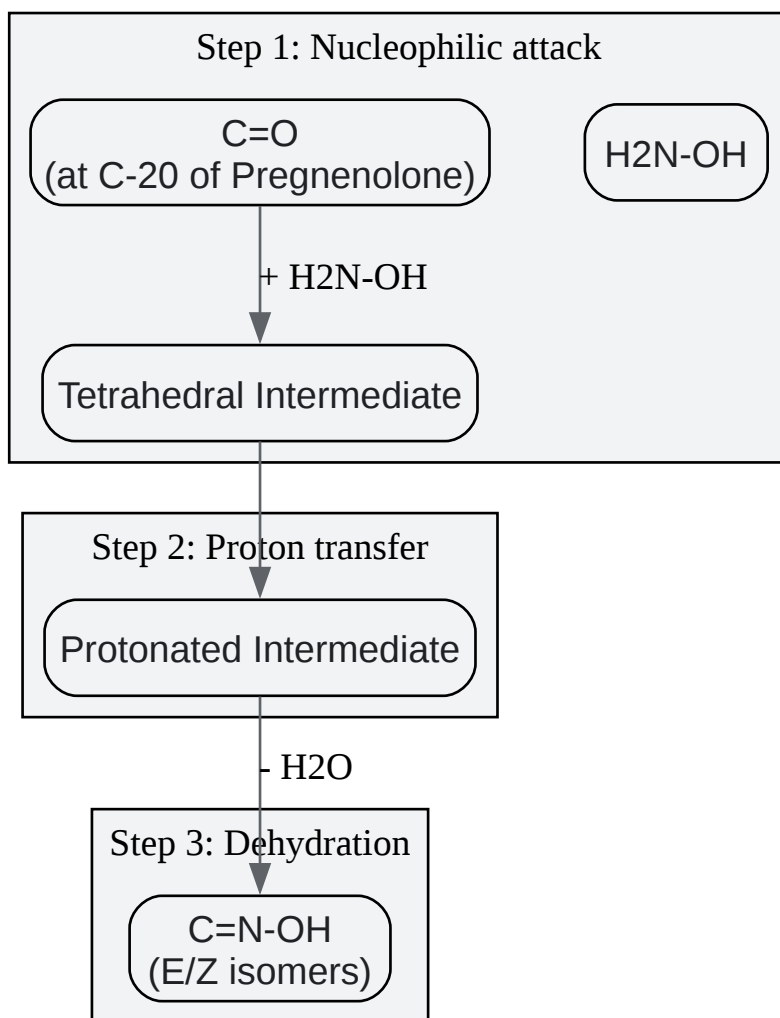 Step 1: Nucleophilic attack
C=O
(at C-20 of Pregnenolone)
H2N-OH
+ H2N-OH
Tetrahedral Intermediate
Step 2: Proton transfer
Protonated Intermediate
- H2O
Step 3: Dehydration
C=N-OH
(E/Z isomers)